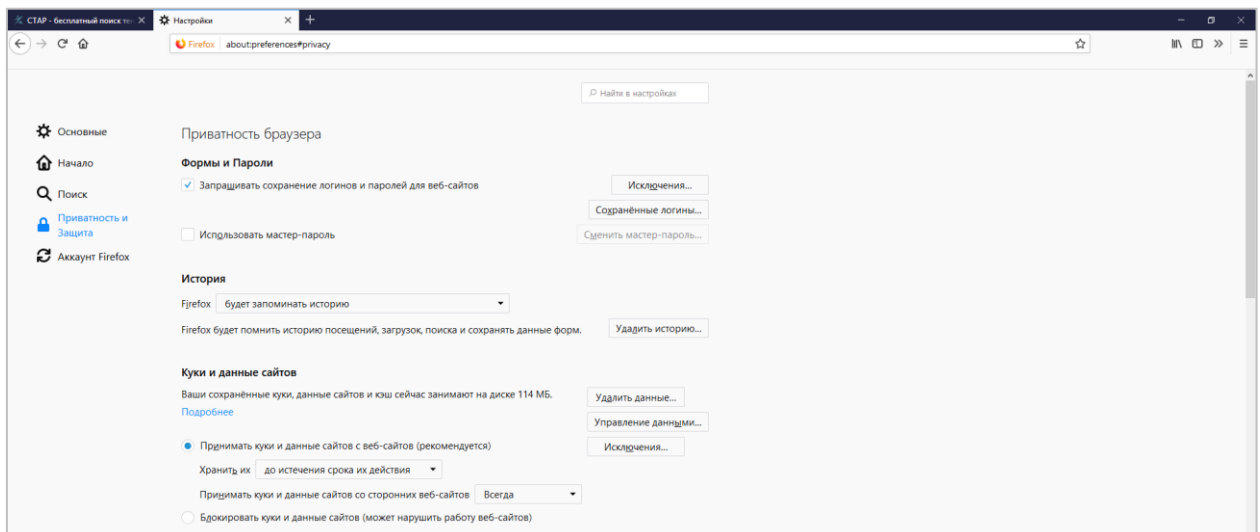 СТАР - бесплатный поиск те
Настройки
Firefox about:preferences#privacy
Найти в настройках
Основные
Начало
Поиск
Приватность и
Защита
Аккаунт Firefox
Приватность браузера
Формы и Пароли
Запрашивать сохранение логинов и паролей для веб-сайтов
Исключения...
Сохранённые логины...
Использовать мастер-пароль
Сменить мастер-пароль...
История
Firefox будет запоминать историю
Firefox будет помнить историю посещений, загрузок, поиска и сохранять данные форм.
Удалить историю...
Куки и данные сайтов
Ваши сохранённые куки, данные сайтов и кэш сейчас занимают на диске 114 МБ.
Удалить данные...
Подробнее
Управление данными...
Принимать куки и данные сайтов с веб-сайтов (рекомендуется)
Исключения...
Хранить их до истечения срока их действия
Принимать куки и данные сайтов со сторонних веб-сайтов Всегда
Блокировать куки и данные сайтов (может нарушить работу веб-сайтов)